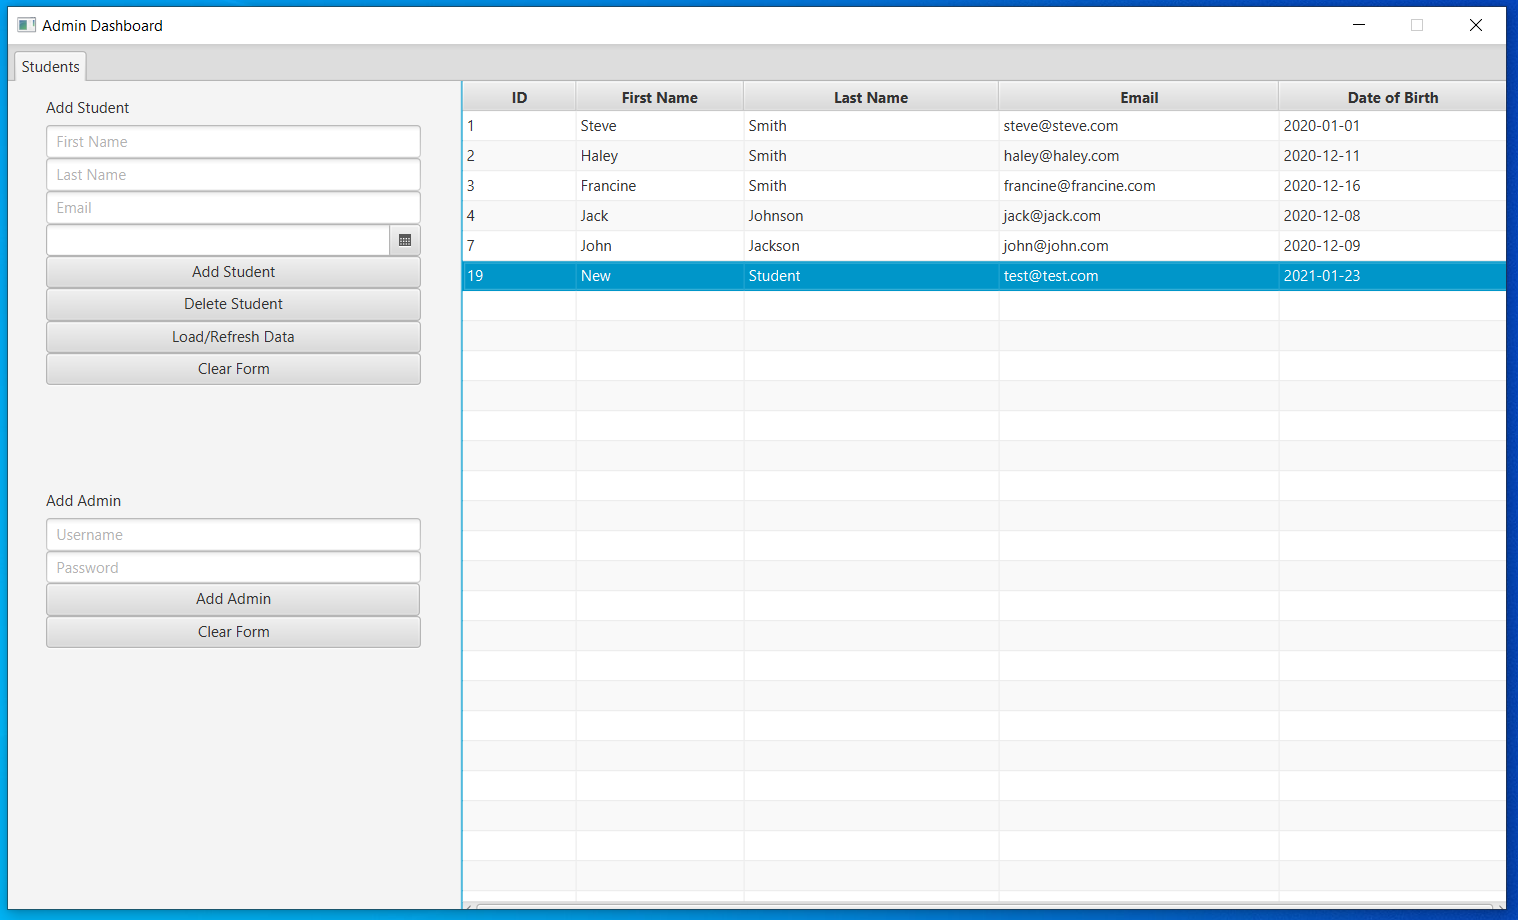 Admin Dashboard
Students
Add Student
First Name
Last Name
Email
Add Student
Delete Student
Load/Refresh Data
Clear Form
Add Admin
Username
Password
Add Admin
Clear Form
ID First Name Last Name Email Date of Birth
1 Steve Smith steve@steve.com 2020-01-01
2 Haley Smith haley@haley.com 2020-12-11
3 Francine Smith francine@francine.com 2020-12-16
4 Jack Johnson jack@jack.com 2020-12-08
7 John Jackson john@john.com 2020-12-09
19 New Student test@test.com 2021-01-23